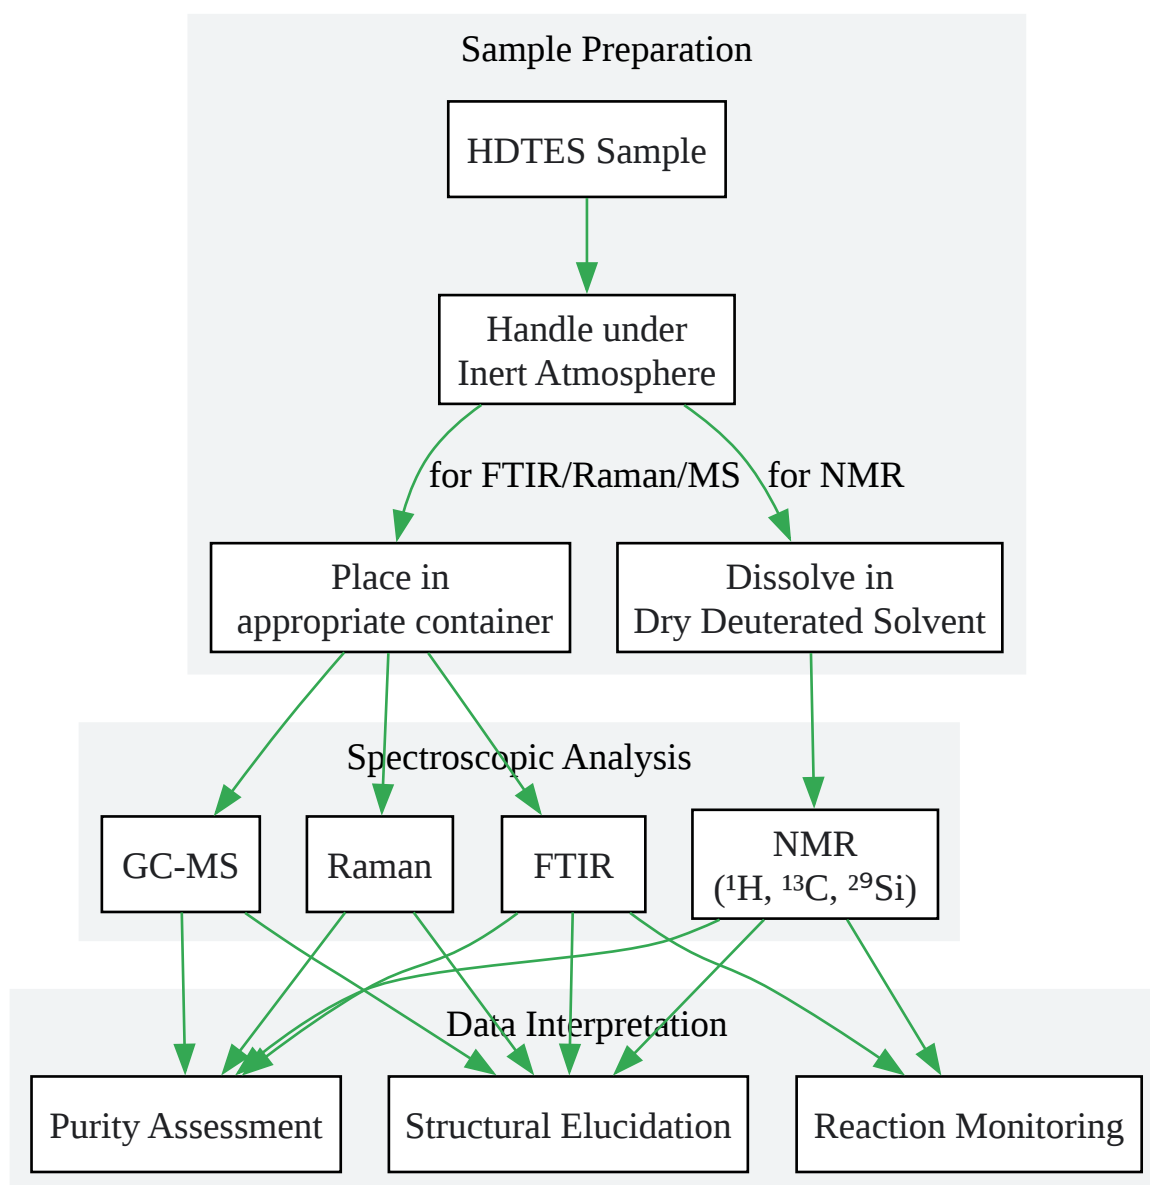 Sample Preparation
HDTES Sample
Handle under
Inert Atmosphere
for FTIR/Raman/MS
for NMR
Place in
appropriate container
Dissolve in
Dry Deuterated Solvent
Spectroscopic Analysis
GC-MS
Raman
FTIR
NMR
(¹H, ¹³C, ²⁹Si)
Data Interpretation
Purity Assessment
Structural Elucidation
Reaction Monitoring